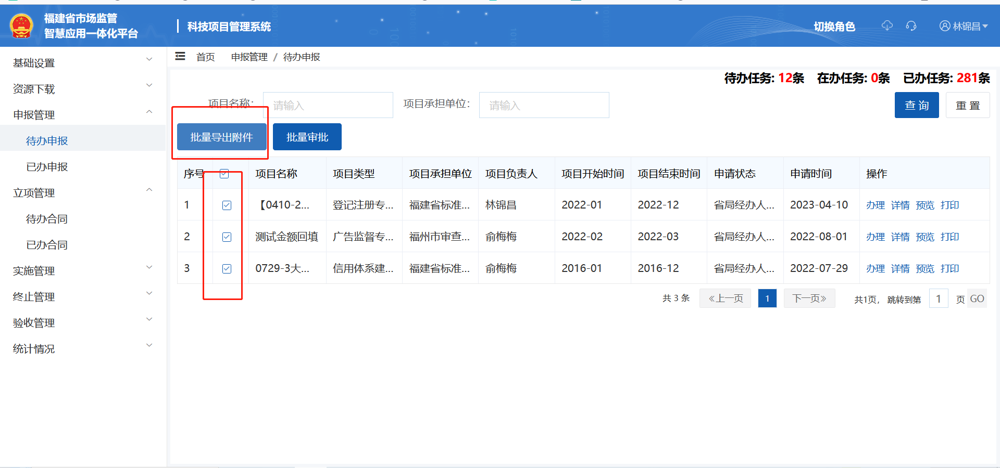 福建省市场监管
智慧应用一体化平台
科技项目管理系统
切换角色
林锦昌
基础设置
资源下载
申报管理
待办申报
已办申报
立项管理
待办合同
已办合同
实施管理
终止管理
验收管理
统计情况
首页 申报管理 / 待办申报
待办任务: 12条 在办任务: 0条 已办任务: 281条
项目名称: 请输入 项目承担单位: 请输入 查 询 重 置
批量导出附件 批量审批
序号 项目名称 项目类型 项目承担单位 项目负责人 项目开始时间 项目结束时间 申请状态 申请时间 操作
1 【0410-2... 登记注册专... 福建省标准... 林锦昌 2022-01 2022-12 省局经办人... 2023-04-10 办理 详情 预览 打印
2 测试金额回填 广告监督专... 福州市审查... 俞梅梅 2022-02 2022-03 省局经办人... 2022-08-01 办理 详情 预览 打印
3 0729-3大... 信用体系建... 福建省标准... 俞梅梅 2016-01 2016-12 省局经办人... 2022-07-29 办理 详情 预览 打印
共 3 条 «上一页 1 下一页» 共1页, 跳转到第 1 页 GO